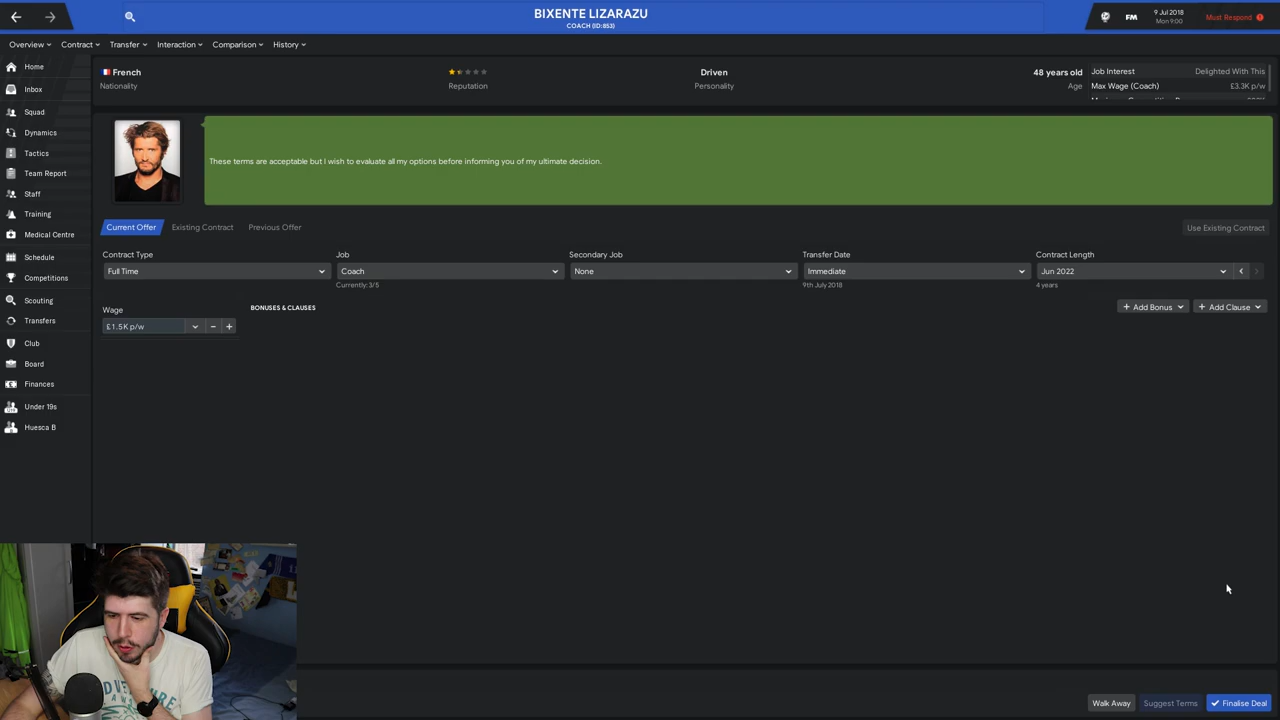 BIXENTE LIZARAZU
COACH (ID:853)
FM
9 Jul 2018
Mon 9:00
Must Respond
Overview
Contract
Transfer
Interaction
Comparison
History
Home
Inbox
Squad
Dynamics
Tactics
Team Report
Staff
Training
Medical Centre
Schedule
Competitions
Scouting
Transfers
Club
Board
Finances
Under 19s
Huesca B
French
Nationality
Reputation
Driven
Personality
48 years old
Age
Job Interest Delighted With This
Max Wage (Coach) £3.3K p/w
These terms are acceptable but I wish to evaluate all my options before informing you of my ultimate decision.
Current Offer
Existing Contract
Previous Offer
Use Existing Contract
Contract Type
Full Time
Job
Coach
Currently: 3/5
Secondary Job
None
Transfer Date
Immediate
9th July 2018
Contract Length
Jun 2022
4 years
Wage
£1.5K p/w
BONUSES & CLAUSES
+ Add Bonus
+ Add Clause
Walk Away
Suggest Terms
Finalise Deal